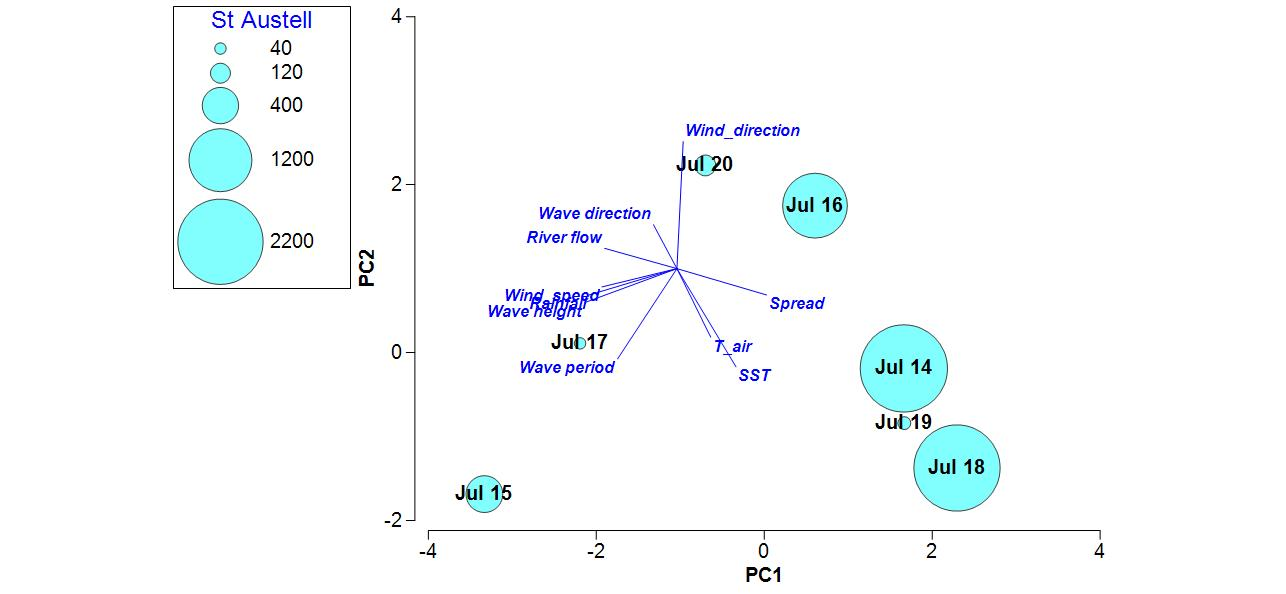 St Austell
40
120
400
1200
2200
4
2
0
-2
PC2
Wind_direction
Jul 20
Jul 16
Wave direction
River flow
Wind_speed
Rainfall
Spread
Wave height
Jul 17
T_air
Wave period
SST
Jul 14
Jul 19
Jul 18
Jul 15
-4
-2
0
2
4
PC1